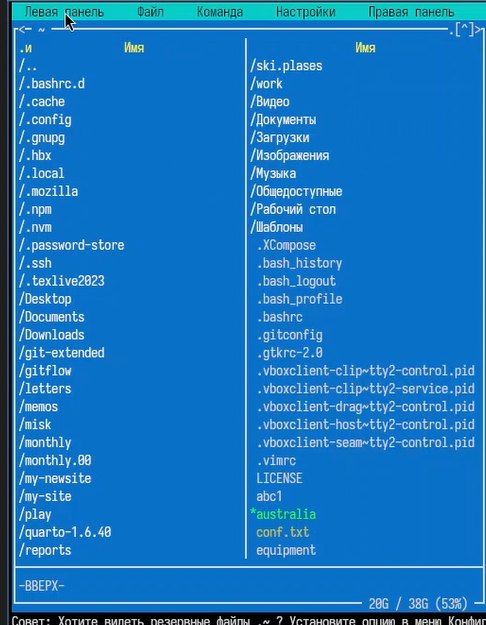 Левая панель Файл Команда Настройки Правая панель
<- ~ .[^]>
.и Имя Имя
/.. /ski.plases
/.bashrc.d /work
/.cache /Видео
/.config /Документы
/.gnupg /Загрузки
/.hbx /Изображения
/.local /Музыка
/.mozilla /Общедоступные
/.npm /Рабочий стол
/.nvm /Шаблоны
/.password-store .XCompose
/.ssh .bash_history
/.texlive2023 .bash_logout
/Desktop .bash_profile
/Documents .bashrc
/Downloads .gitconfig
/git-extended .gtkrc-2.0
/gitflow .vboxclient-clip~tty2-control.pid
/letters .vboxclient-clip~tty2-service.pid
/memos .vboxclient-drag~tty2-control.pid
/misk .vboxclient-host~tty2-control.pid
/monthly .vboxclient-seam~tty2-control.pid
/monthly.00 .vimrc
/my-newsite LICENSE
/my-site abc1
/play *australia
/quarto-1.6.40 conf.txt
/reports equipment
-ВВЕРХ-
20G / 38G (53%)
Совет: Хотите видеть резервные файлы .~ ? Установите опцию в меню Конфиг